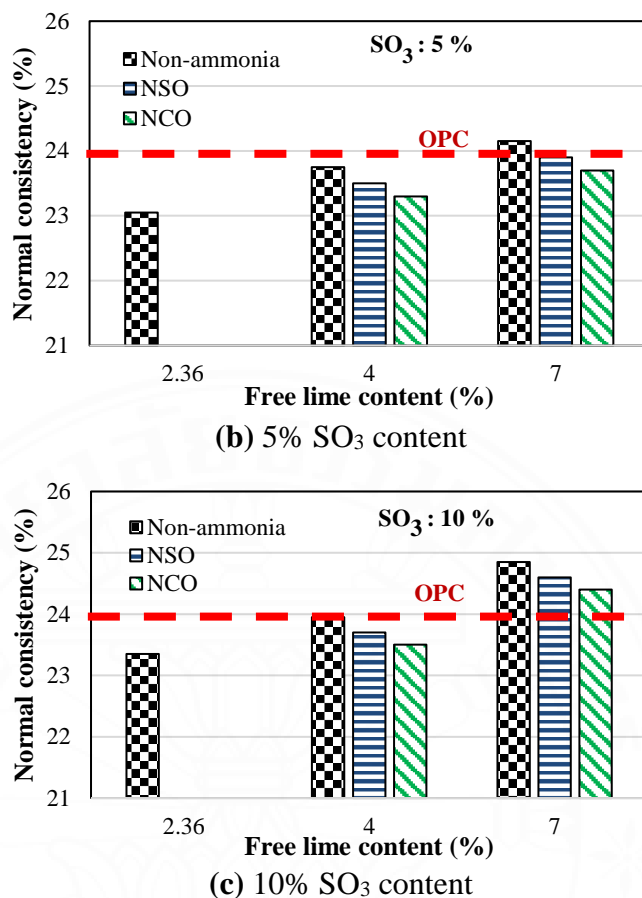 SO3 : 5 %
Non-ammonia
NSO
NCO
OPC
Normal consistency (%)
26
25
24
23
22
21
2.36 4 7
Free lime content (%)
(b) 5% SO3 content
SO3 : 10 %
Non-ammonia
NSO
NCO
OPC
Normal consistency (%)
26
25
24
23
22
21
2.36 4 7
Free lime content (%)
(c) 10% SO3 content